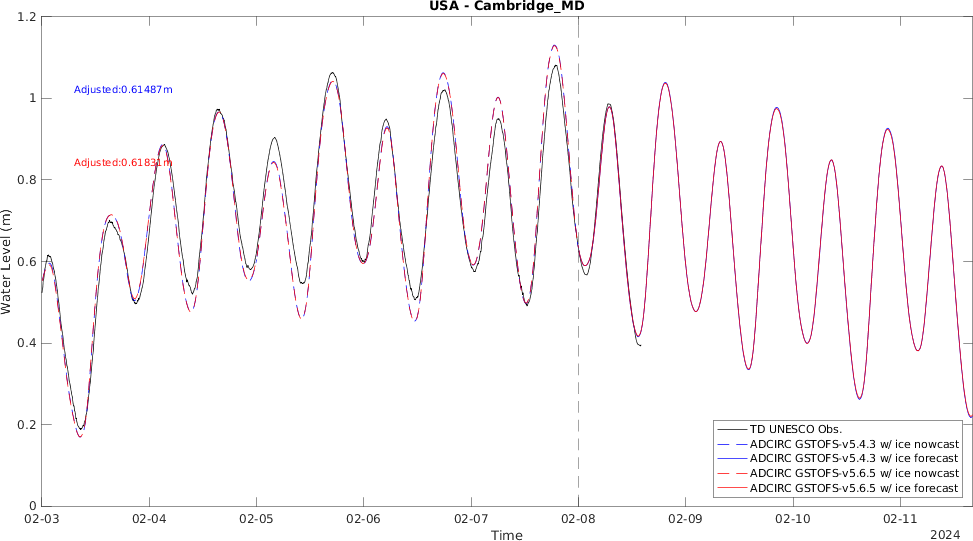 USA - Cambridge_MD
1.2
1
0.8
0.6
0.4
0.2
0
Water Level (m)
Adjusted:0.61487m
Adjusted:0.61831m
TD UNESCO Obs.
ADCIRC GSTOFS-v5.4.3 w/ ice nowcast
ADCIRC GSTOFS-v5.4.3 w/ ice forecast
ADCIRC GSTOFS-v5.6.5 w/ ice nowcast
ADCIRC GSTOFS-v5.6.5 w/ ice forecast
02-03 02-04 02-05 02-06 02-07 02-08 02-09 02-10 02-11
Time
2024